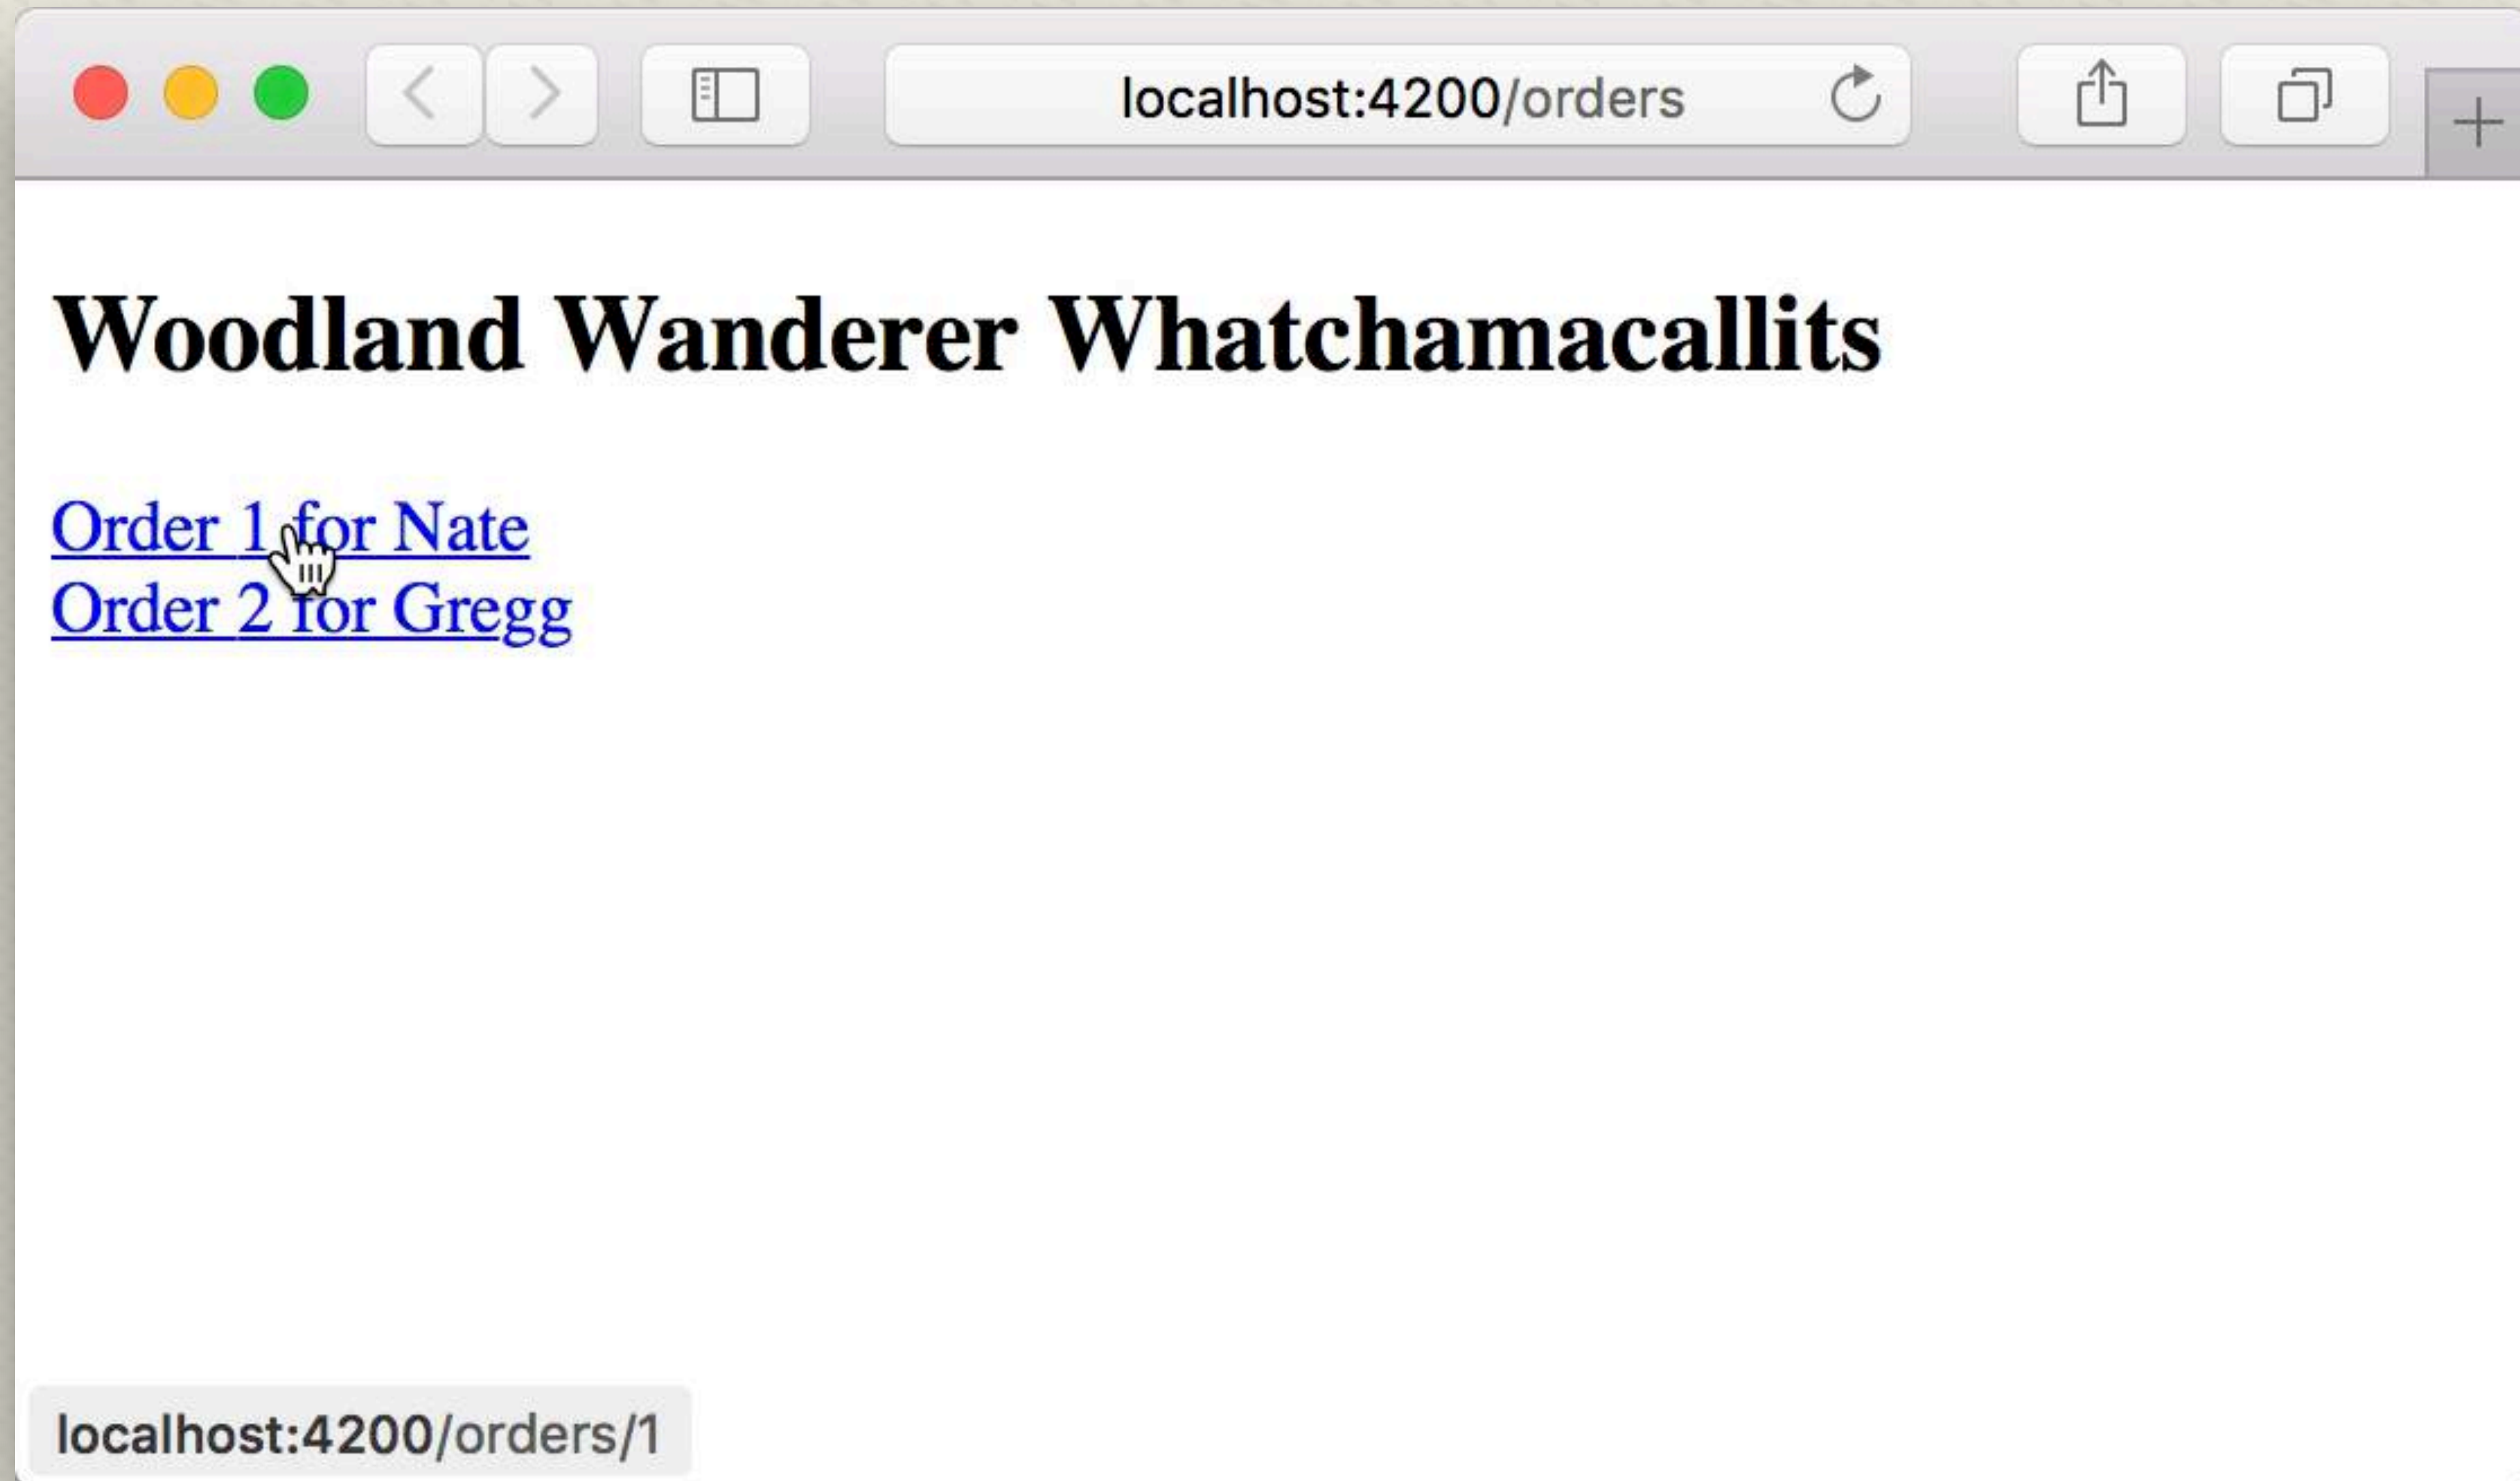 localhost:4200/orders
Woodland Wanderer Whatchamacallits
Order 1 for Nate
Order 2 for Gregg
localhost:4200/orders/1